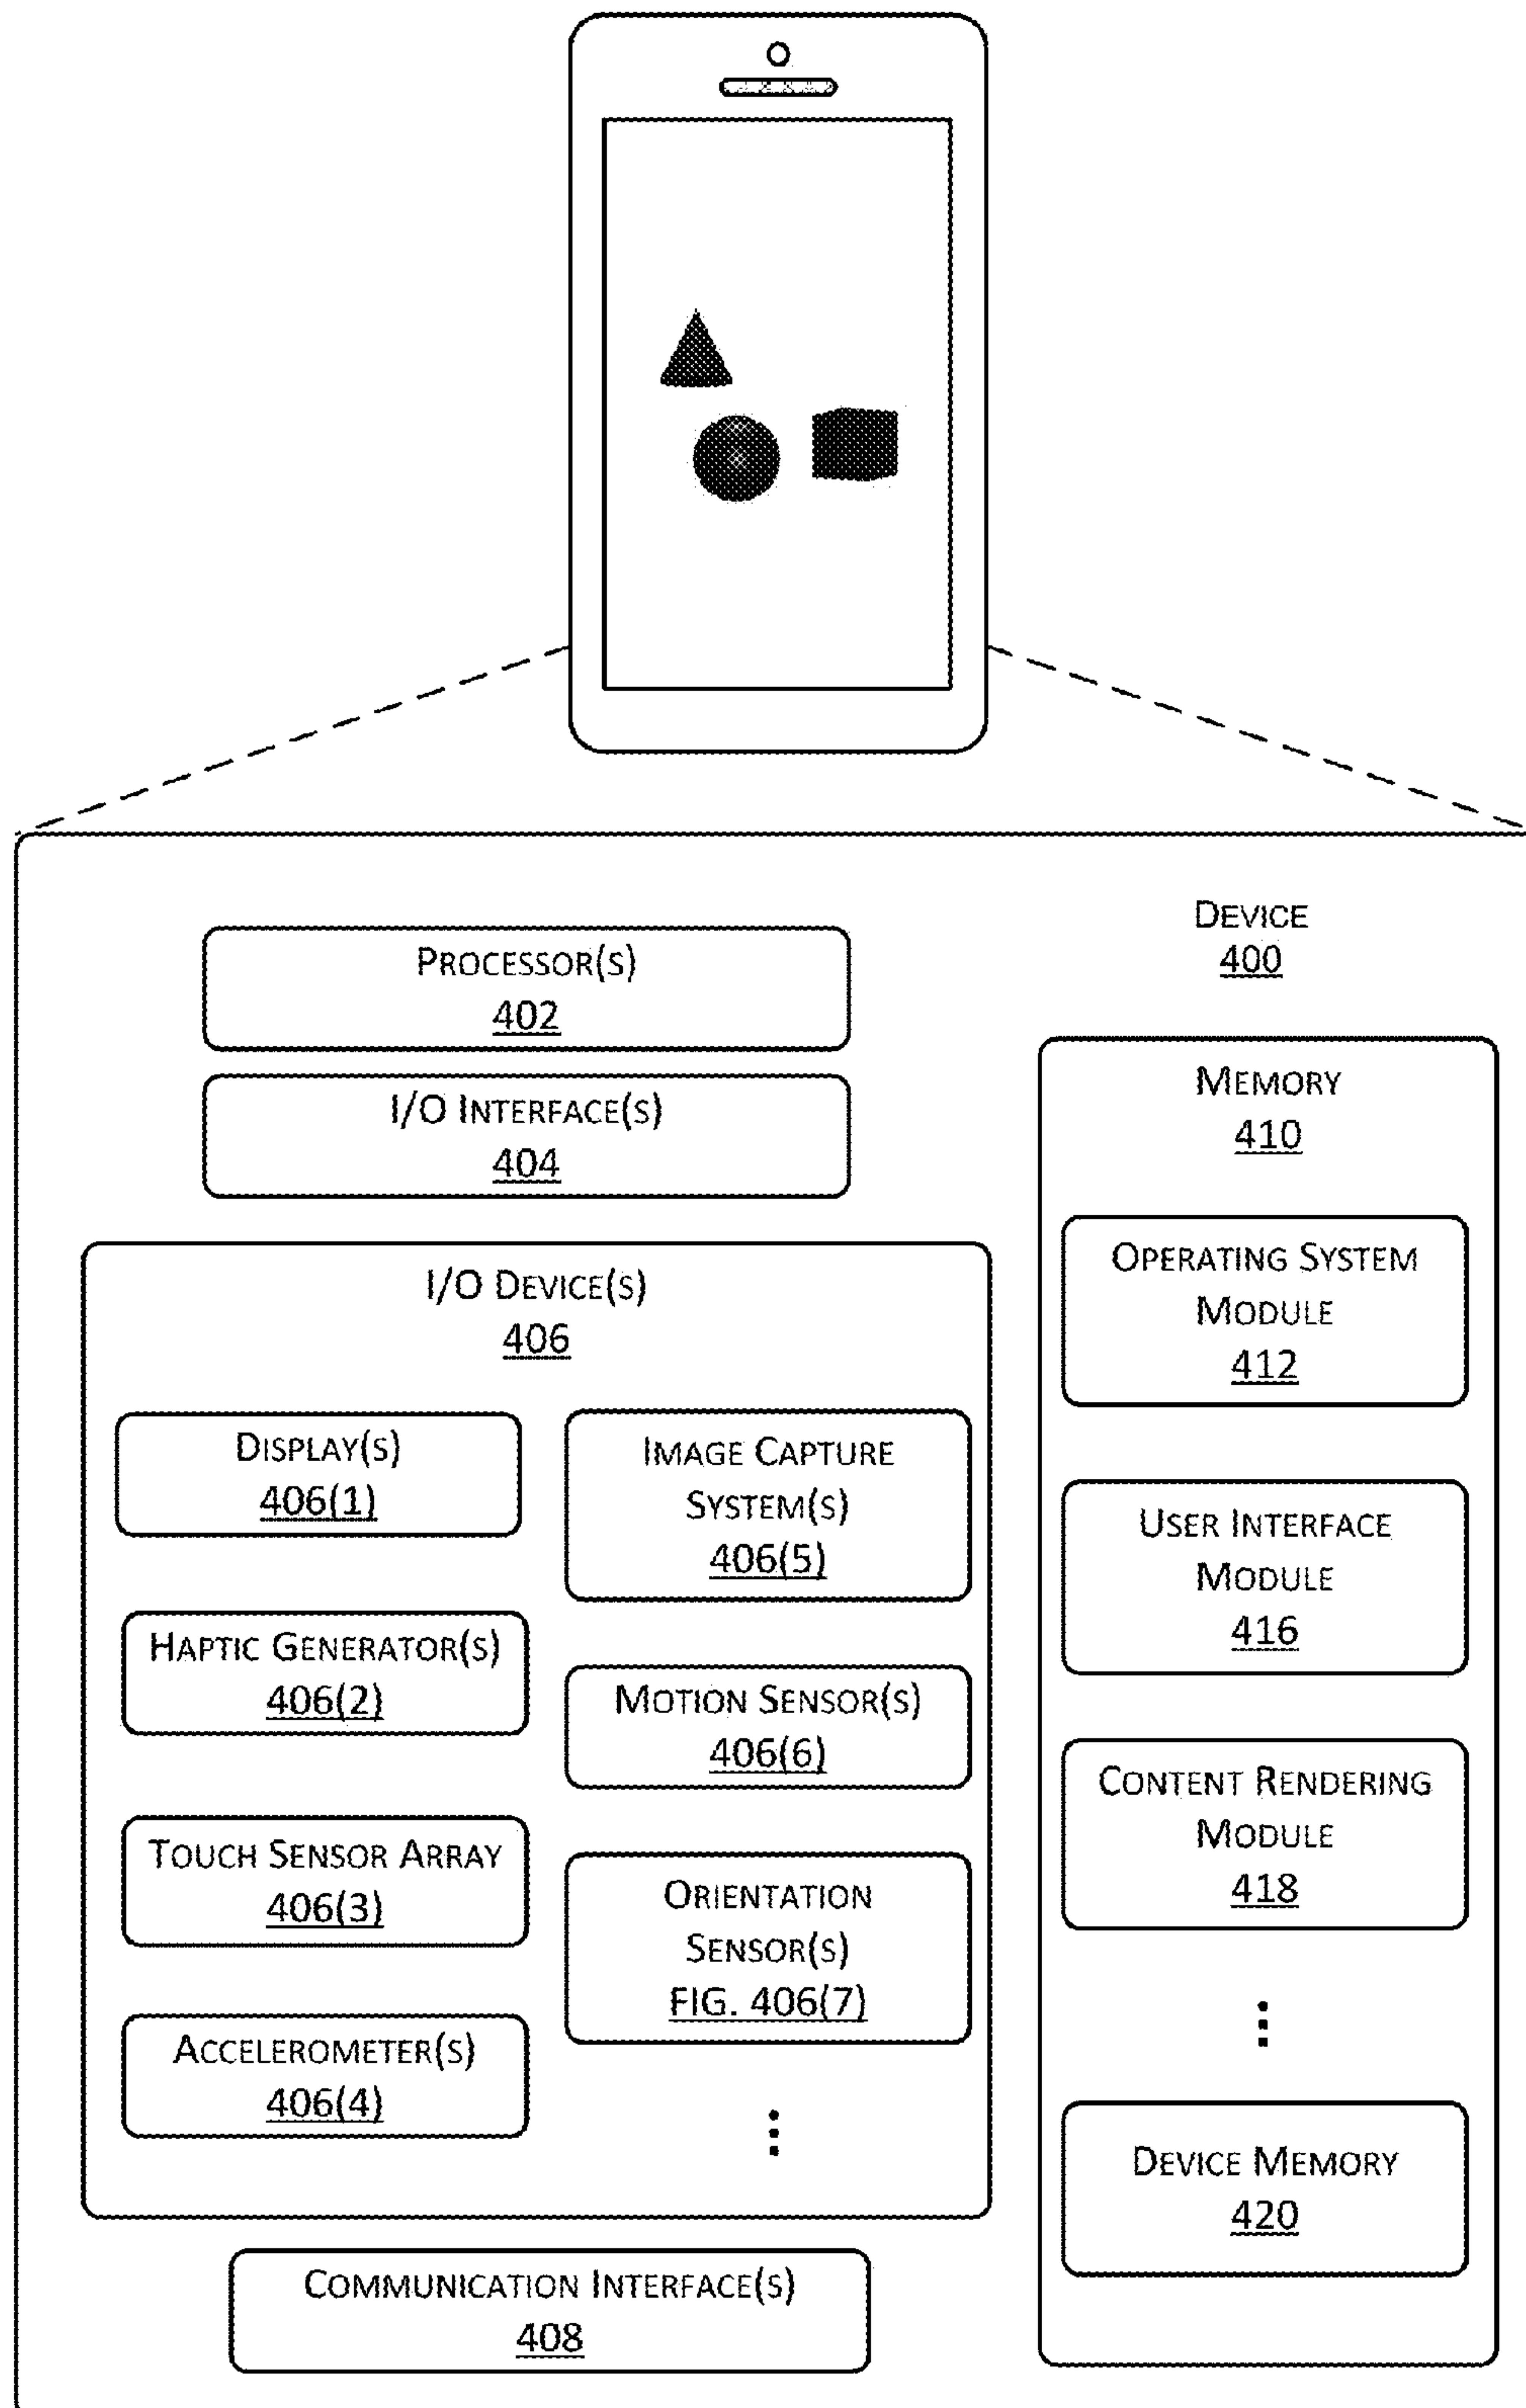 DEVICE
400
PROCESSOR(S)
402
I/O INTERFACE(S)
404
I/O DEVICE(S)
406
DISPLAY(S)
406(1)
HAPTIC GENERATOR(S)
406(2)
TOUCH SENSOR ARRAY
406(3)
ACCELEROMETER(S)
406(4)
IMAGE CAPTURE
SYSTEM(S)
406(5)
MOTION SENSOR(S)
406(6)
ORIENTATION
SENSOR(S)
FIG. 406(7)
COMMUNICATION INTERFACE(S)
408
MEMORY
410
OPERATING SYSTEM
MODULE
412
USER INTERFACE
MODULE
416
CONTENT RENDERING
MODULE
418
DEVICE MEMORY
420